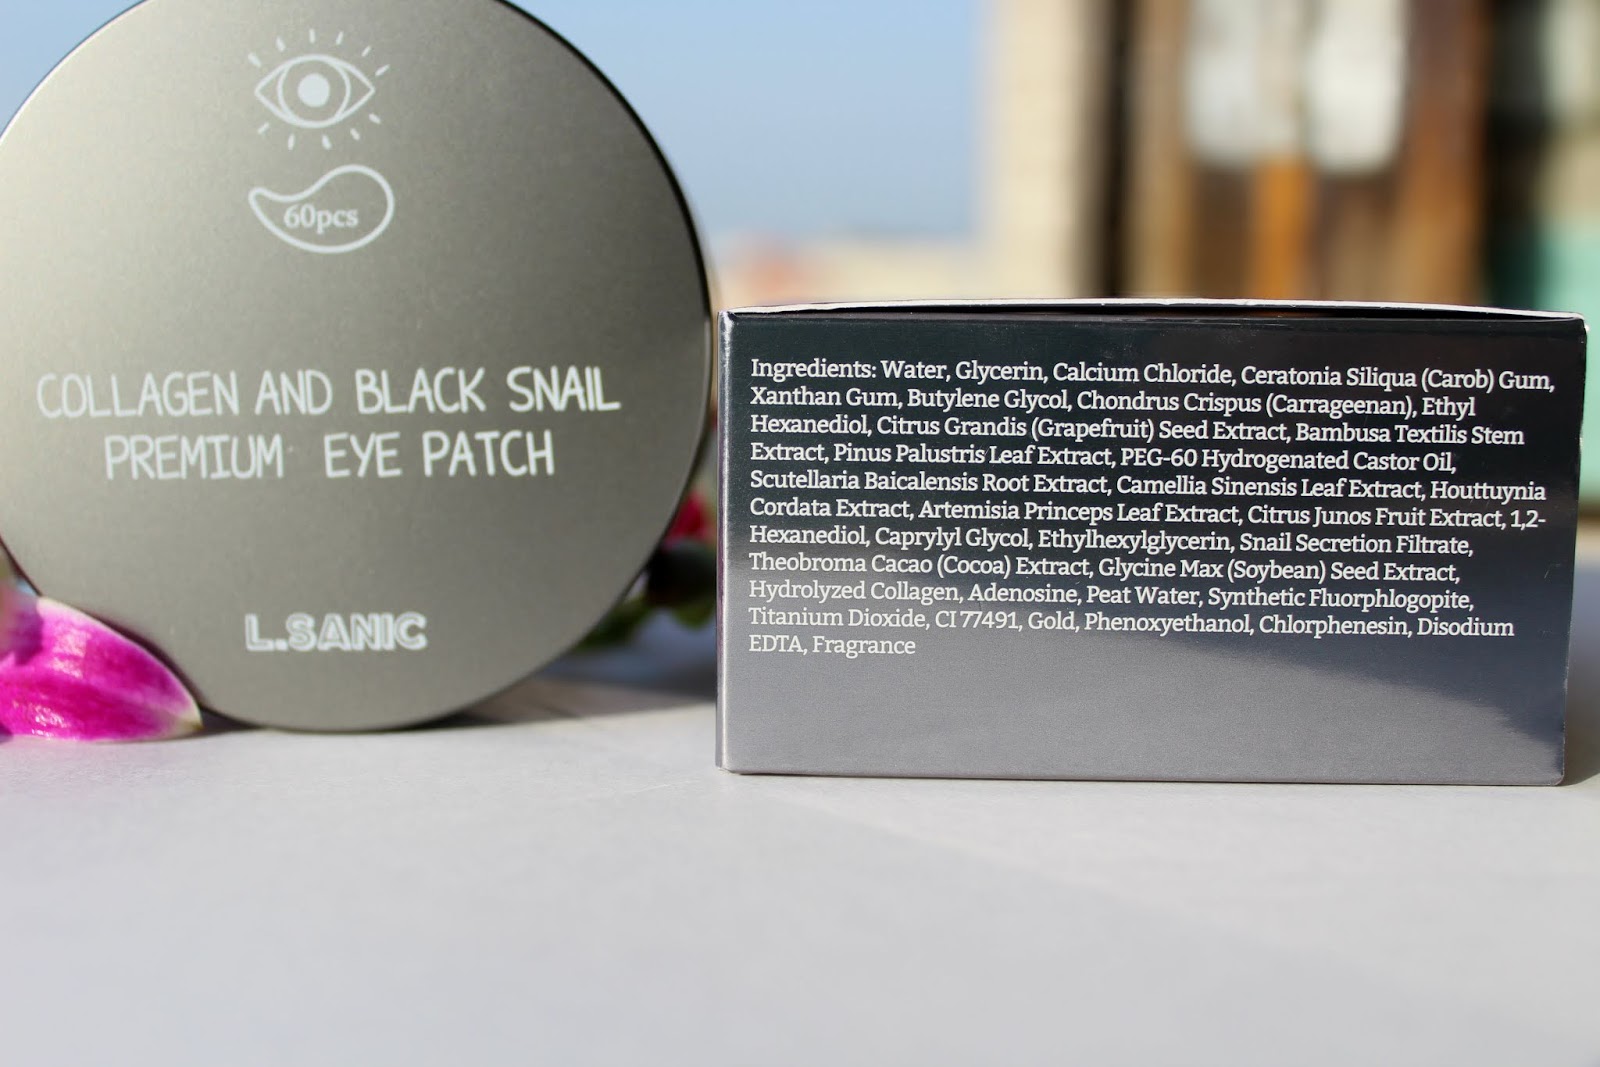 60pcs
COLLAGEN AND BLACK SNAIL
PREMIUM EYE PATCH
L.SANIC
Ingredients: Water, Glycerin, Calcium Chloride, Ceratonia Siliqua (Carob) Gum,
Xanthan Gum, Butylene Glycol, Chondrus Crispus (Carrageenan), Ethyl
Hexanediol, Citrus Grandis (Grapefruit) Seed Extract, Bambusa Textilis Stem
Extract, Pinus Palustris Leaf Extract, PEG-60 Hydrogenated Castor Oil,
Scutellaria Baicalensis Root Extract, Camellia Sinensis Leaf Extract, Houttuynia
Cordata Extract, Artemisia Princeps Leaf Extract, Citrus Junos Fruit Extract, 1,2-
Hexanediol, Caprylyl Glycol, Ethylhexylglycerin, Snail Secretion Filtrate,
Theobroma Cacao (Cocoa) Extract, Glycine Max (Soybean) Seed Extract,
Hydrolyzed Collagen, Adenosine, Peat Water, Synthetic Fluorphlogopite,
Titanium Dioxide, CI 77491, Gold, Phenoxyethanol, Chlorphenesin, Disodium
EDTA, Fragrance